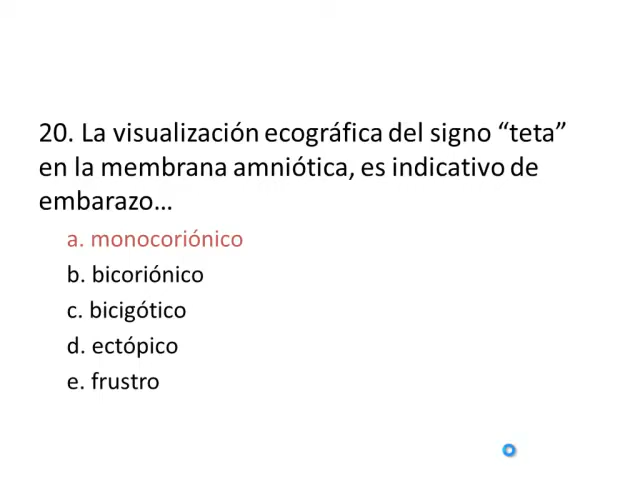 20. La visualización ecográfica del signo “teta”
en la membrana amniótica, es indicativo de
embarazo…
a. monocoriónico
b. bicoriónico
c. bicigótico
d. ectópico
e. frustro